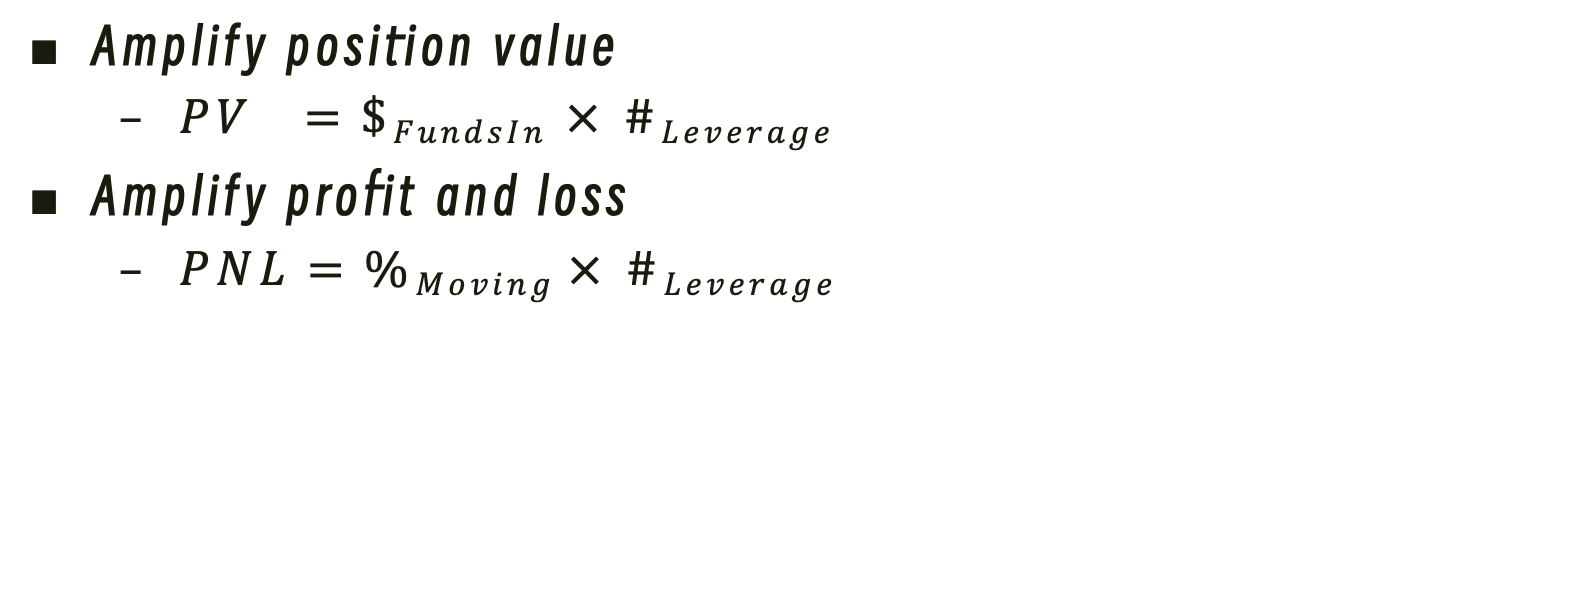 ■ Amplify position value
– PV = $FundsIn × #Leverage
■ Amplify profit and loss
– PNL = %Moving × #Leverage